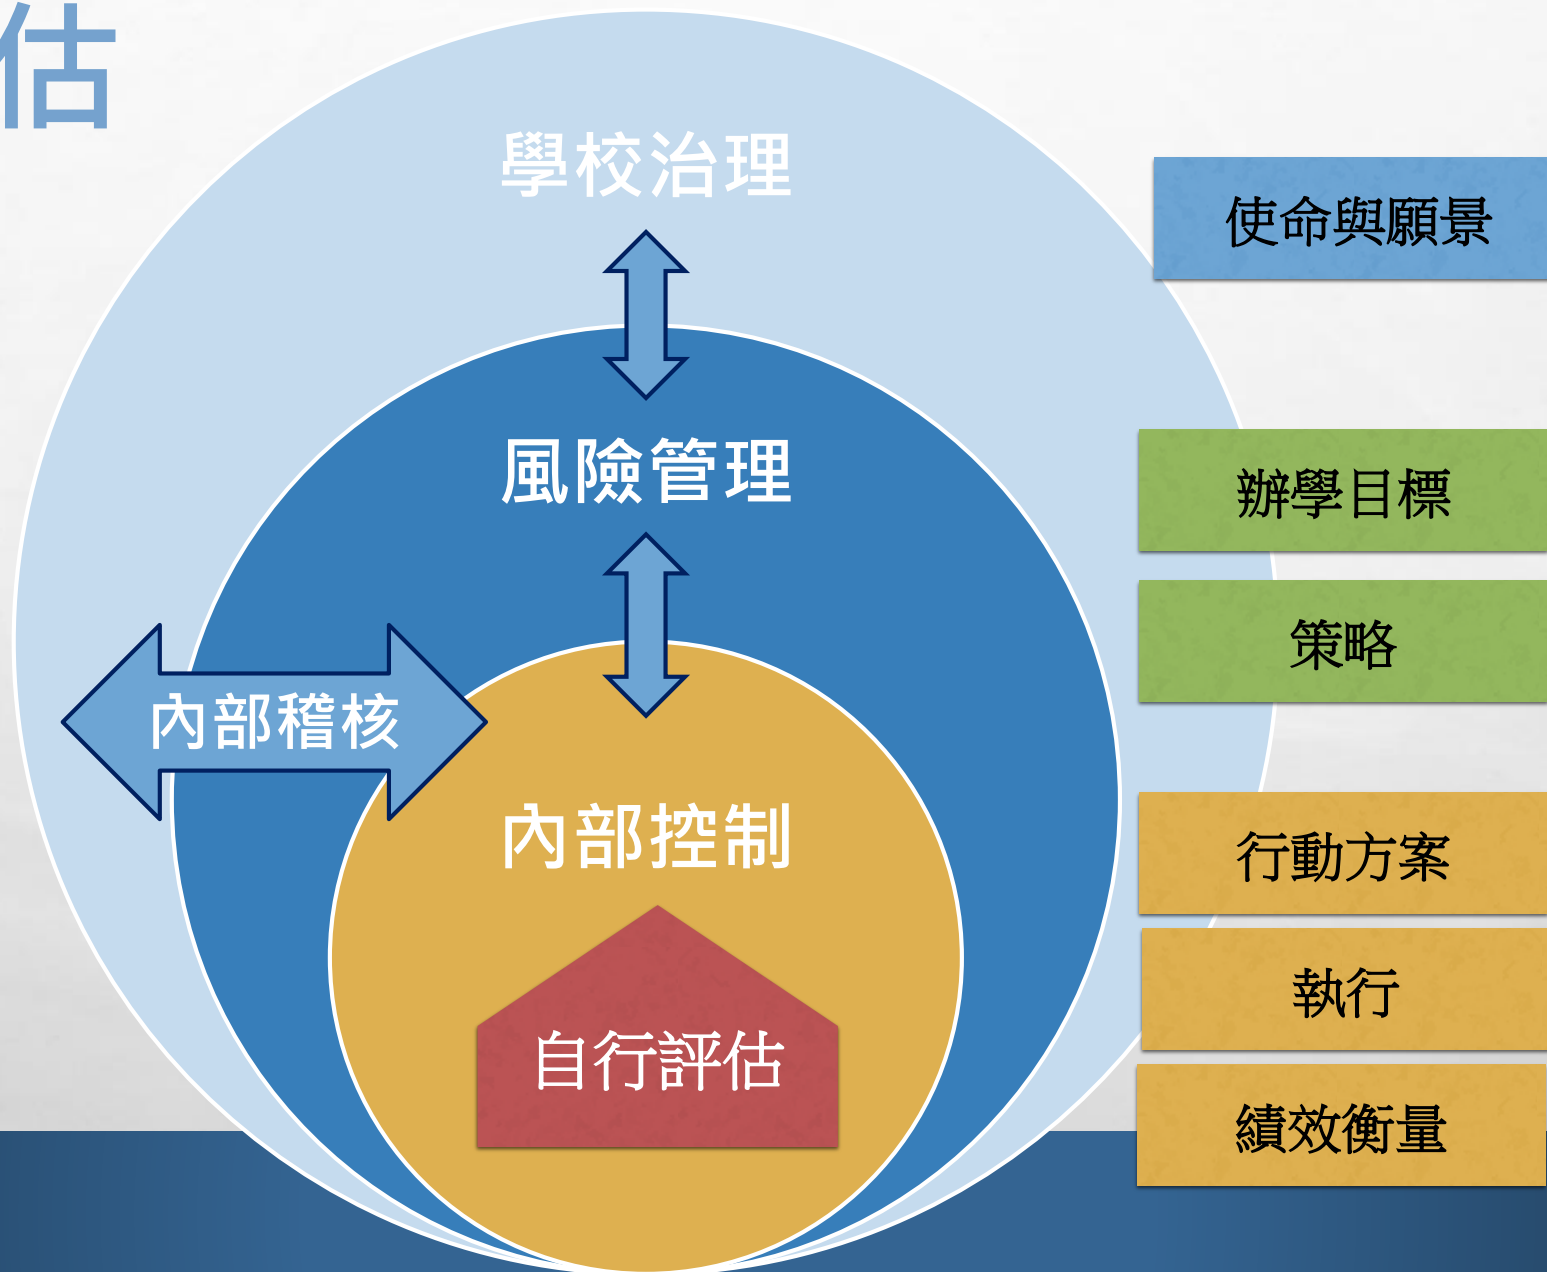 估
學校治理
使命與願景
風險管理
辦學目標
策略
內部稽核
內部控制
行動方案
執行
自行評估
績效衡量